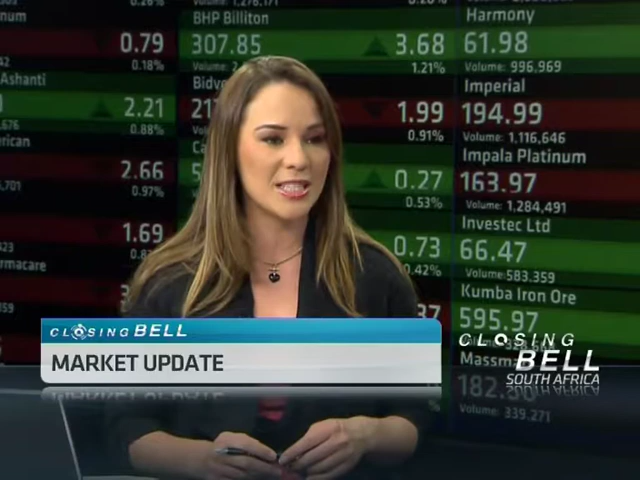 BHP Billiton
307.85
3.68
1.21%
Harmony
61.98
Volume: 996,969
0.79
0.18%
Ashanti
2.21
0.88%
1.99
0.91%
Imperial
194.99
Volume: 1,116,646
Impala Platinum
163.97
Volume: 1,284,491
2.66
0.97%
0.27
0.53%
Investec Ltd
66.47
Volume: 583,359
1.69
0.73
0.42%
Kumba Iron Ore
595.97
CLOSING BELL
MARKET UPDATE
CLOSING
BELL
SOUTH AFRICA
Volume: 339,271